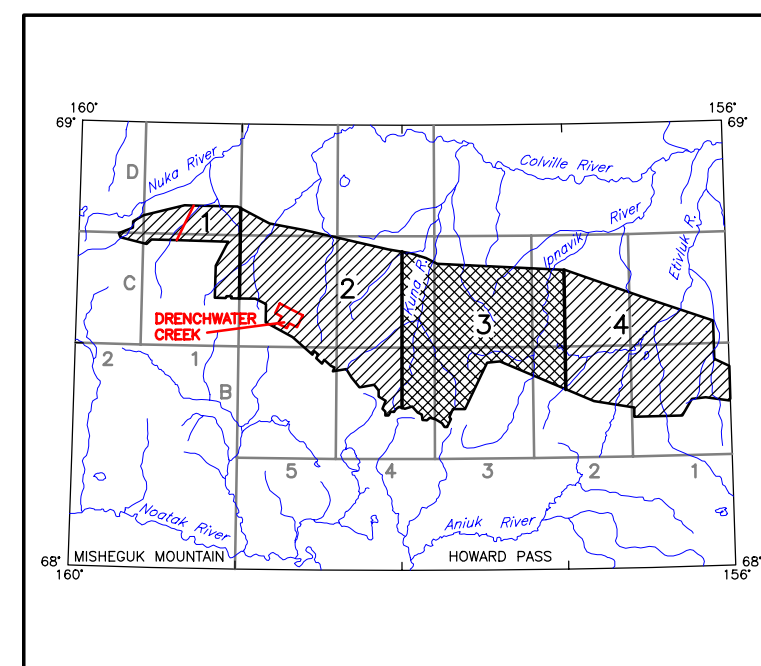 160° 156°
69° 69°
Colville River
D
Nuka River
River
1
Etivluk R.
Ipnavik
Kuna R.
C
2
DRENCHWATER
CREEK
3
4
2 1
B
5 4 3 2 1
Noatak River
Aniuk River
MISHEGUK MOUNTAIN HOWARD PASS
68° 68°
160° 156°